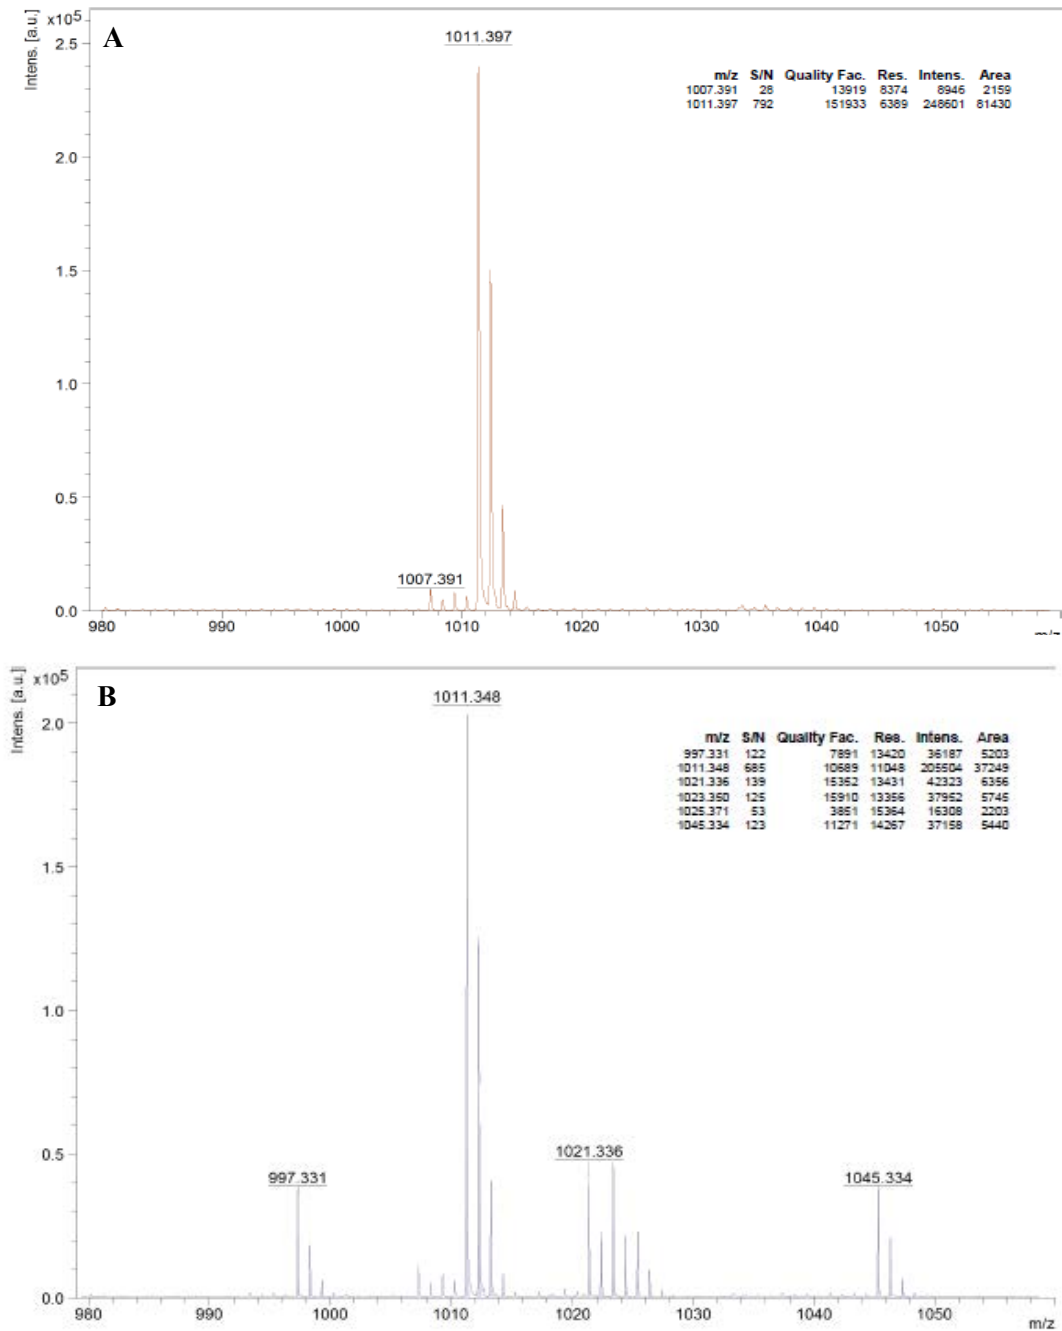 x10⁵
Intens. [a.u.]
A
1011.397
2.5
m/z S/N Quality Fac. Res. Intens. Area
1007.391 28 13919 8374 8946 2159
1011.397 792 151933 6389 248601 81430
2.0
1.5
1.0
0.5
1007.391
0.0
980 990 1000 1010 1020 1030 1040 1050
m/z
x10⁵
Intens. [a.u.]
B
1011.348
2.0
m/z S/N Quality Fac. Res. Intens. Area
997.331 122 7891 13420 36187 5203
1011.348 685 10689 11048 205504 37249
1021.336 139 15352 13431 42323 6356
1023.350 125 15910 13356 37952 5745
1025.371 53 3851 15364 16308 2203
1045.334 123 11271 14267 37158 5440
1.5
1.0
0.5
1021.336
997.331
1045.334
0.0
980 990 1000 1010 1020 1030 1040 1050
m/z